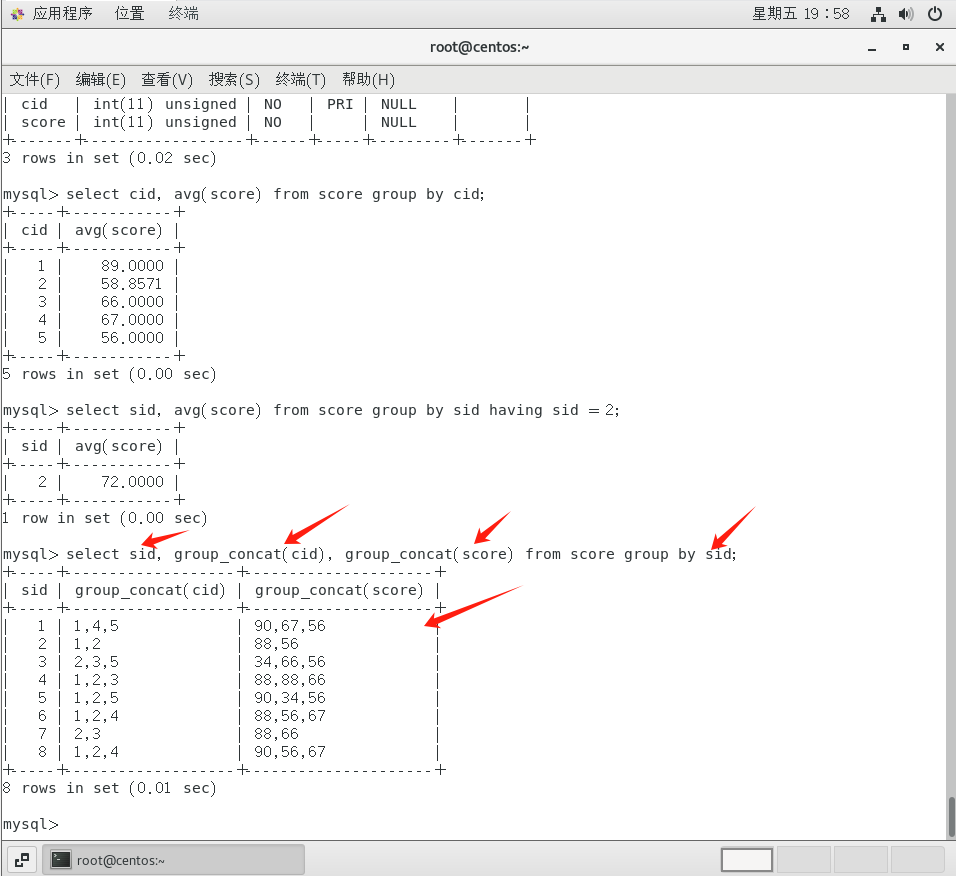 应用程序 位置 终端 星期五 19：58
root@centos:~
文件(F) 编辑(E) 查看(V) 搜索(S) 终端(T) 帮助(H)
| cid   | int(11) unsigned | NO   | PRI | NULL    |       |
| score | int(11) unsigned | NO   |     | NULL    |       |
+-------+------------------+------+-----+---------+-------+
3 rows in set (0.02 sec)
mysql> select cid, avg(score) from score group by cid;
+-----+------------+
| cid | avg(score) |
+-----+------------+
|   1 |    89.0000 |
|   2 |    58.8571 |
|   3 |    66.0000 |
|   4 |    67.0000 |
|   5 |    56.0000 |
+-----+------------+
5 rows in set (0.00 sec)
mysql> select sid, avg(score) from score group by sid having sid = 2;
+-----+------------+
| sid | avg(score) |
+-----+------------+
|   2 |    72.0000 |
+-----+------------+
1 row in set (0.00 sec)
mysql> select sid, group_concat(cid), group_concat(score) from score group by sid;
+-----+-------------------+---------------------+
| sid | group_concat(cid) | group_concat(score) |
+-----+-------------------+---------------------+
|   1 | 1,4,5             | 90,67,56            |
|   2 | 1,2               | 88,56               |
|   3 | 2,3,5             | 34,66,56            |
|   4 | 1,2,3             | 88,88,66            |
|   5 | 1,2,5             | 90,34,56            |
|   6 | 1,2,4             | 88,56,67            |
|   7 | 2,3               | 88,66               |
|   8 | 1,2,4             | 90,56,67            |
+-----+-------------------+---------------------+
8 rows in set (0.01 sec)
mysql>
root@centos:~